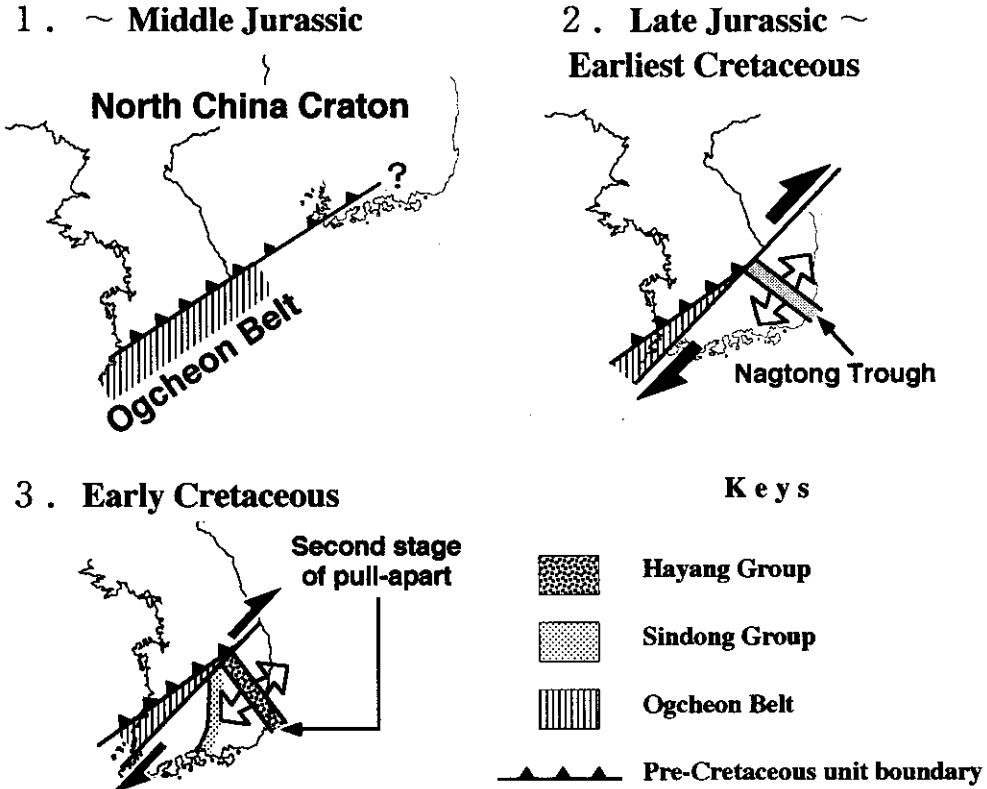 1. ~ Middle Jurassic
North China Craton
?
Ogcheon Belt
2. Late Jurassic ~
Earliest Cretaceous
Nagtong Trough
3. Early Cretaceous
Second stage
of pull-apart
Keys
Hayang Group
Sindong Group
Ogcheon Belt
Pre-Cretaceous unit boundary